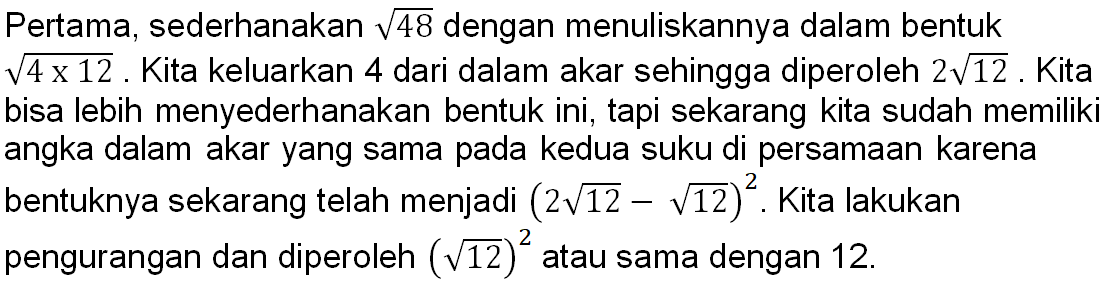 Pertama, sederhanakan √48 dengan menuliskannya dalam bentuk
√(4 x 12) . Kita keluarkan 4 dari dalam akar sehingga diperoleh 2√12 . Kita
bisa lebih menyederhanakan bentuk ini, tapi sekarang kita sudah memiliki
angka dalam akar yang sama pada kedua suku di persamaan karena
bentuknya sekarang telah menjadi (2√12 − √12)². Kita lakukan
pengurangan dan diperoleh (√12)² atau sama dengan 12.